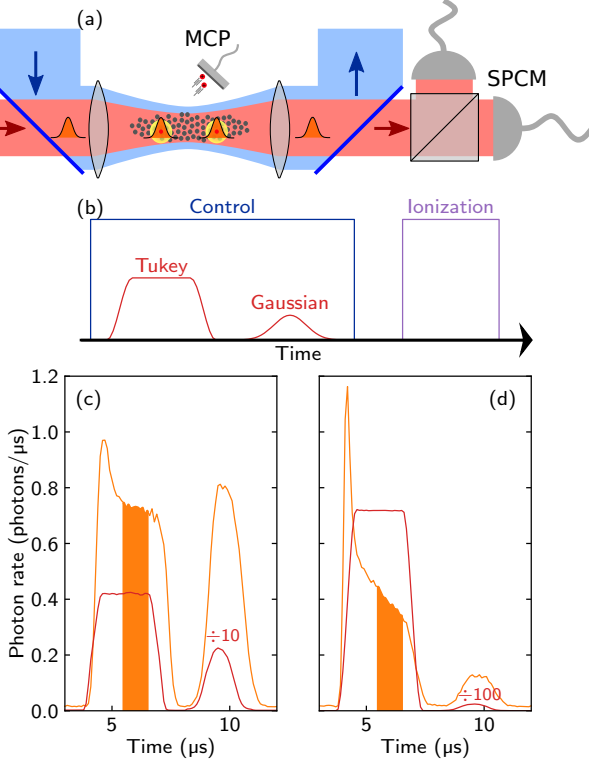 (a)
MCP
SPCM
(b)
Control
Ionization
Tukey
Gaussian
Time
Photon rate (photons/µs)
1.2
1.0
0.8
0.6
0.4
0.2
0.0
(c)
÷10
5
10
Time (µs)
(d)
÷100
5
10
Time (µs)